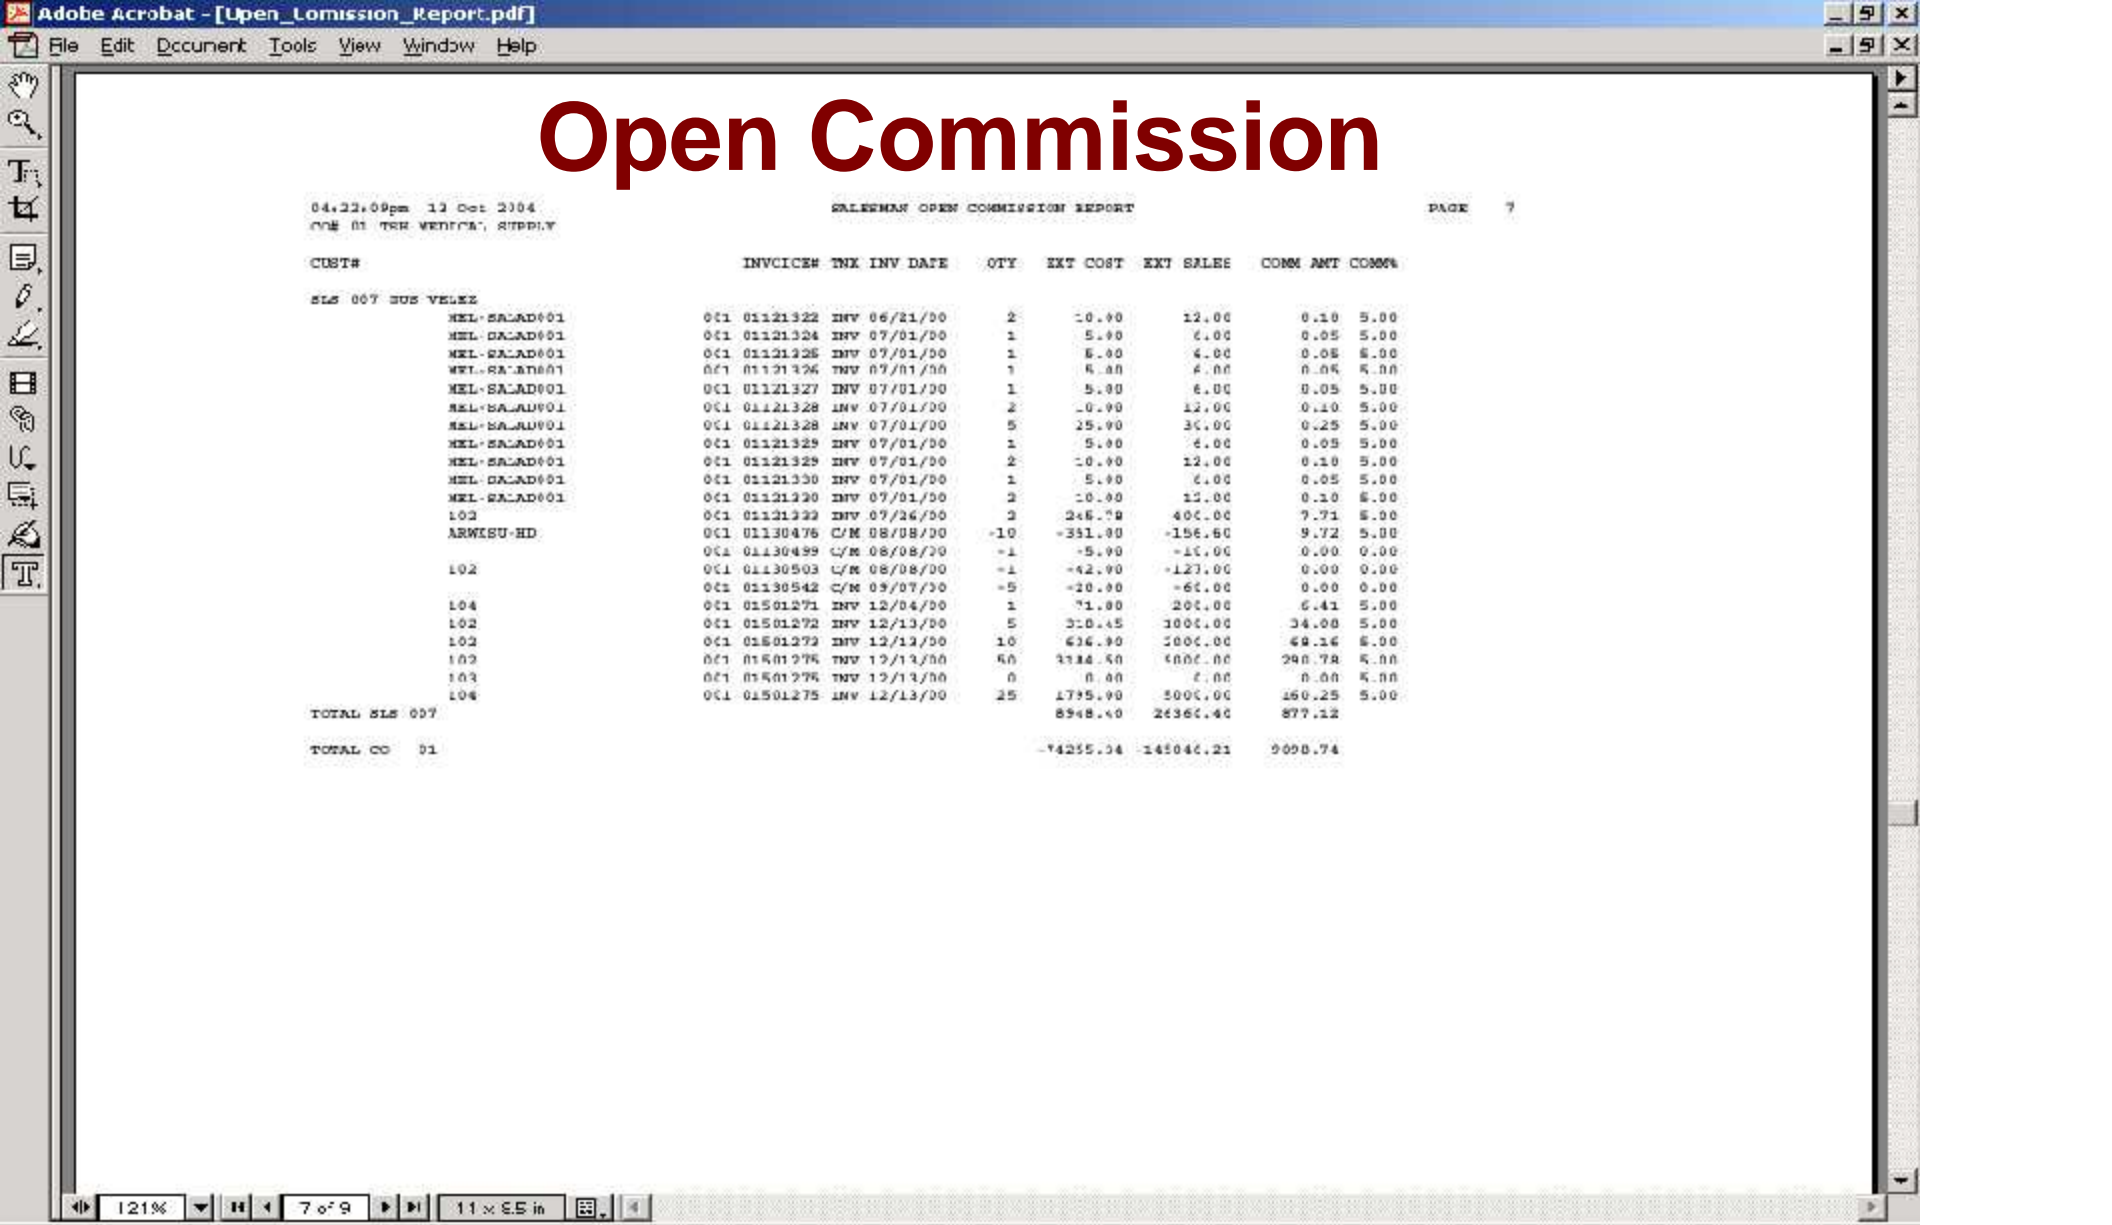 Adobe Acrobat - [Open_Comission_Report.pdf]
File Edit Document Tools View Window Help
Open Commission
04:22:09pm 13 Oct 2004 SALESMAN OPEN COMMISSION REPORT PAGE 7
CO# 01 MEDICAL SUPPLY
CUST# INVOICE# TNX INV DATE QTY EXT COST EXT SALES COMM AMT COMM%
SLS 007 VELEZ
MEL-SALAD001 001 01121322 INV 06/21/00 2 10.00 12.00 0.10 5.00
MEL-SALAD001 001 01121324 INV 07/01/00 1 5.00 6.00 0.05 5.00
MEL-SALAD001 001 01121325 INV 07/01/00 1 5.00 6.00 0.05 5.00
MEL-SALAD001 001 01121326 INV 07/01/00 1 5.00 6.00 0.05 5.00
MEL-SALAD001 001 01121327 INV 07/01/00 1 5.00 6.00 0.05 5.00
MEL-SALAD001 001 01121328 INV 07/01/00 2 10.00 12.00 0.10 5.00
MEL-SALAD001 001 01121328 INV 07/01/00 5 25.00 30.00 0.25 5.00
MEL-SALAD001 001 01121329 INV 07/01/00 1 5.00 6.00 0.05 5.00
MEL-SALAD001 001 01121329 INV 07/01/00 2 10.00 12.00 0.10 5.00
MEL-SALAD001 001 01121330 INV 07/01/00 1 5.00 6.00 0.05 5.00
MEL-SALAD001 001 01121330 INV 07/01/00 2 10.00 12.00 0.10 5.00
102 001 01121333 INV 07/26/00 2 400.00 7.71 5.00
001 01130476 C/M 08/08/00 -10 -351.00 -156.60 9.72 5.00
001 01130499 C/M 08/08/00 -1 -5.00 -10.00 0.00 0.00
102 001 01130503 C/M 08/08/00 -1 -42.00 -127.00 0.00 0.00
001 01130542 C/M 09/07/00 -5 -20.00 -60.00 0.00 0.00
104 001 01501271 INV 12/04/00 1 71.80 200.00 6.41 5.00
102 001 01501272 INV 12/13/00 5 318.45 1000.00 34.08 5.00
102 001 01501273 INV 12/13/00 10 636.90 2000.00 68.16 5.00
102 001 01501275 INV 12/13/00 50 3184.50 290.78 5.00
103 001 01501275 INV 12/13/00 0 0.00 0.00 0.00 5.00
104 001 01501275 INV 12/13/00 25 1795.00 5000.00 160.25 5.00
TOTAL SLS 007 8948.40 26360.40 877.12
TOTAL CO 01 9098.74
121% 7 of 9 11 x 8.5 in